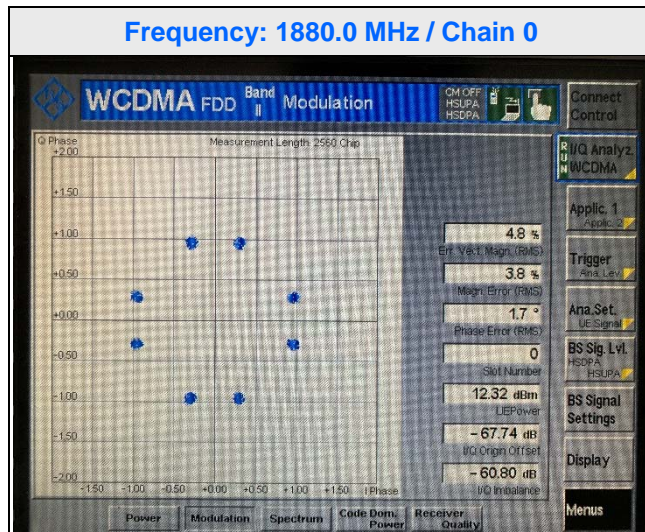 Frequency: 1880.0 MHz / Chain 0
WCDMA FDD Band II Modulation
CM OFF
HSUPA
HSDPA
Connect
Control
Q Phase
Measurement Length: 2560 Chip
+2.00
+1.50
+1.00
+0.50
+0.00
-0.50
-1.00
-1.50
-2.00
-1.50 -1.00 -0.50 +0.00 +0.50 +1.00 +1.50 I Phase
4.8 %
Err. Vect. Magn. (RMS)
3.8 %
Magn. Error (RMS)
1.7 °
Phase Error (RMS)
0
Slot Number
12.32 dBm
UEPower
-67.74 dB
I/Q Origin Offset
-60.80 dB
I/Q Imbalance
RUN
I/Q Analyz.
WCDMA
Applic. 1
Applic. 2
Trigger
Ana. Lev.
Ana.Set.
UE Signal
BS Sig. Lvl.
HSDPA
HSUPA
BS Signal
Settings
Display
Menus
Power
Modulation
Spectrum
Code Dom.
Power
Receiver
Quality